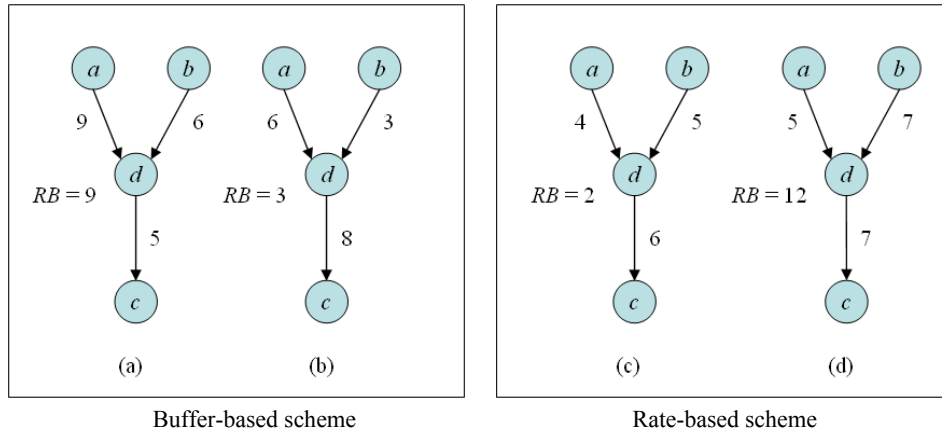 a b a b
9 6 6 3
d d
RB = 9 RB = 3
5 8
c c
(a) (b)
Buffer-based scheme
a b a b
4 5 5 7
d d
RB = 2 RB = 12
6 7
c c
(c) (d)
Rate-based scheme